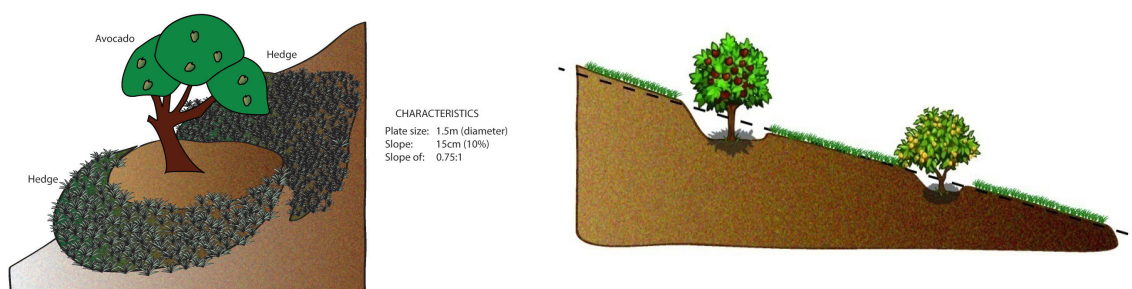 Avocado
Hedge
Hedge
CHARACTERISTICS
Plate size: 1.5m (diameter)
Slope: 15cm (10%)
Slope of: 0.75:1